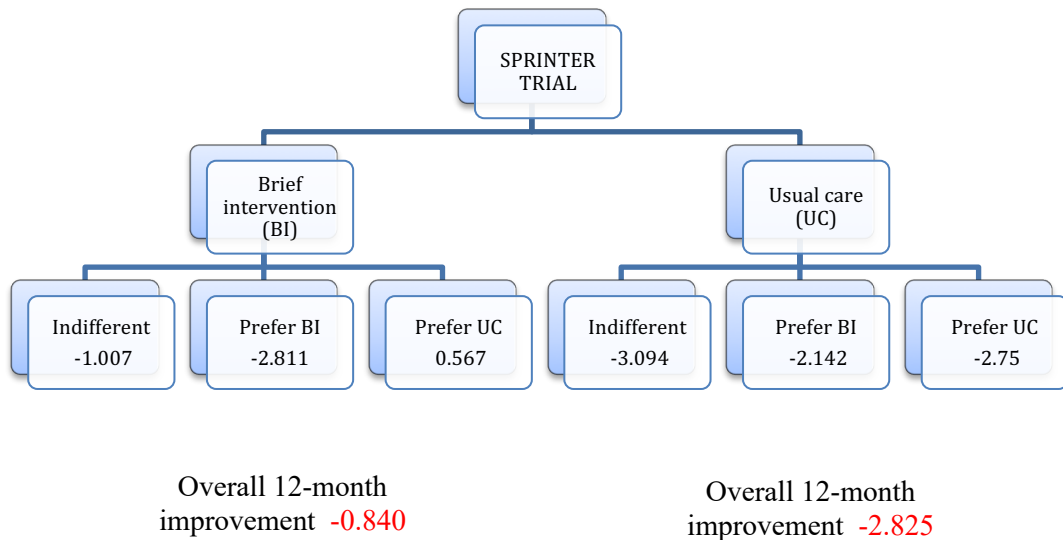 SPRINTER
TRIAL
Brief
intervention
(BI)
Usual care
(UC)
Indifferent
-1.007
Prefer BI
-2.811
Prefer UC
0.567
Indifferent
-3.094
Prefer BI
-2.142
Prefer UC
-2.75
Overall 12-month
improvement -0.840
Overall 12-month
improvement -2.825